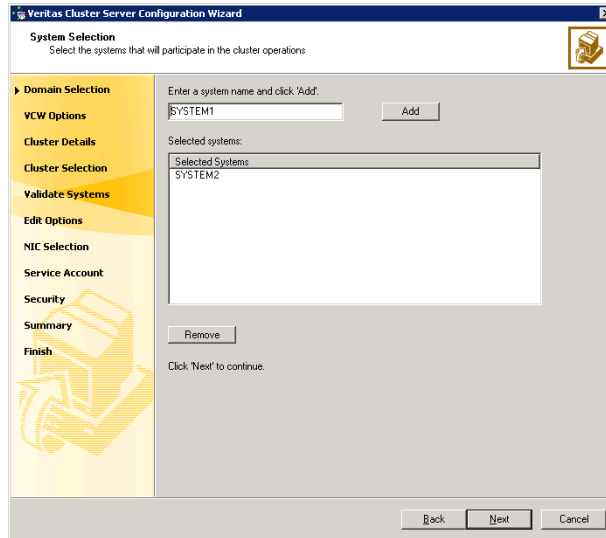 Veritas Cluster Server Configuration Wizard
System Selection
Select the systems that will participate in the cluster operations
Domain Selection
VCW Options
Cluster Details
Cluster Selection
Validate Systems
Edit Options
NIC Selection
Service Account
Security
Summary
Finish
Enter a system name and click 'Add'.
SYSTEM1
Add
Selected systems:
Selected Systems
SYSTEM2
Remove
Click 'Next' to continue.
Back
Next
Cancel